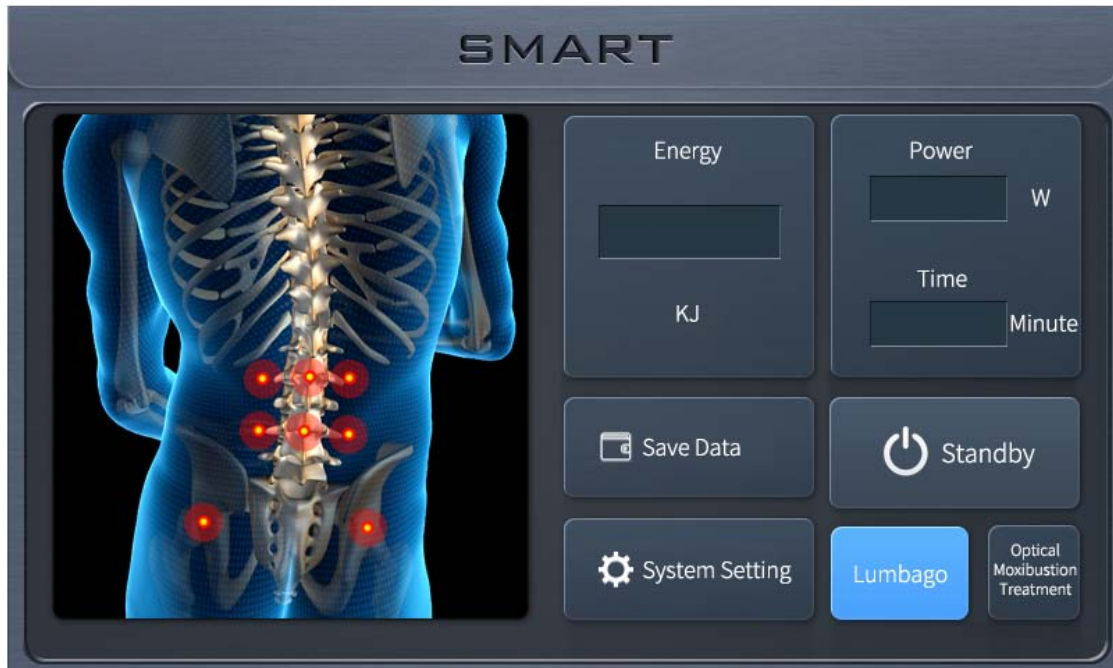 SMART
Energy
KJ
Power
W
Time
Minute
Save Data
Standby
System Setting
Lumbago
Optical
Moxibustion
Treatment